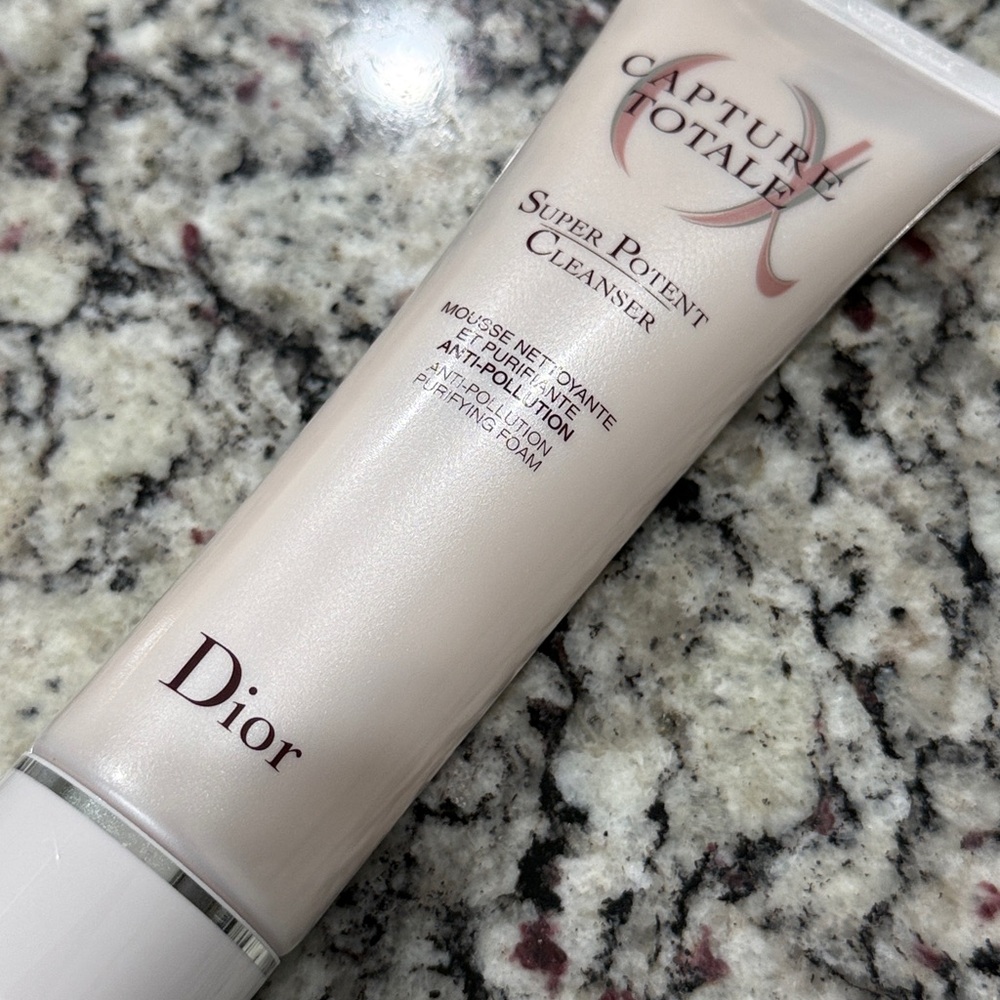 CAPTURE
TOTALE
SUPER POTENT
CLEANSER
MOUSSE NETTOYANTE
ET PURIFIANTE
ANTI-POLLUTION
ANTI-POLLUTION
PURIFYING FOAM
Dior